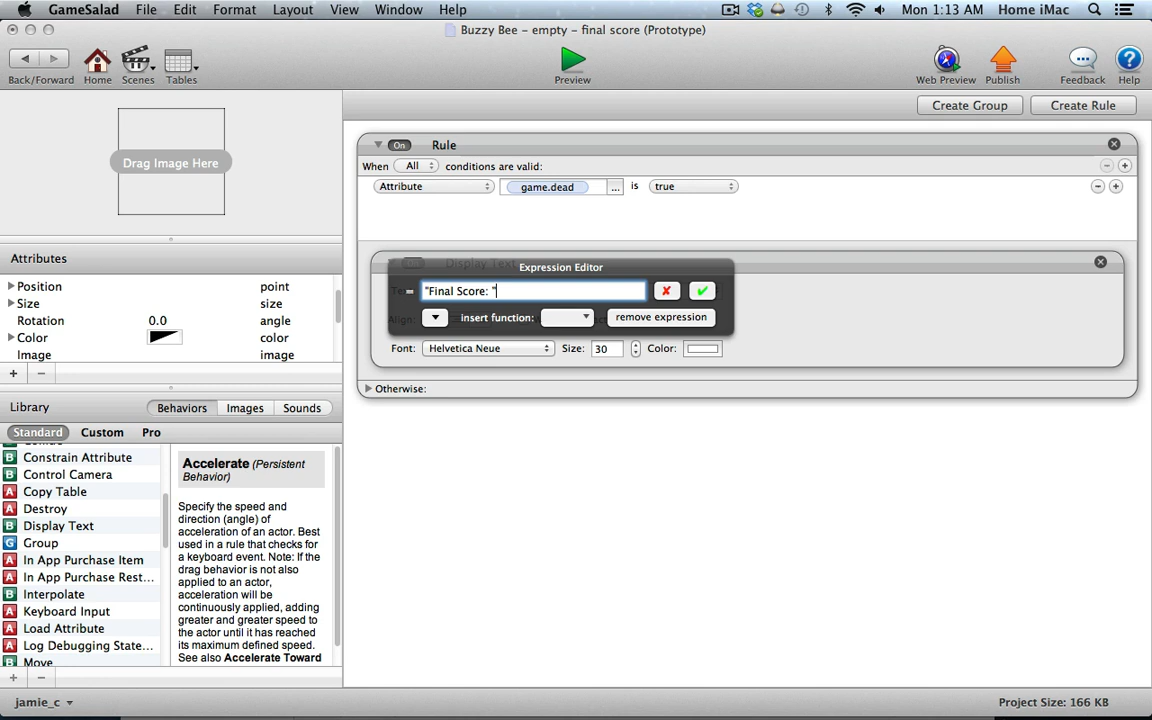 GameSalad File Edit Format Layout View Window Help Mon 1:13 AM Home iMac
Buzzy Bee – empty – final score (Prototype)
Back/Forward Home Scenes Tables Preview Web Preview Publish Feedback Help
Create Group Create Rule
Drag Image Here
On Rule
When All conditions are valid:
Attribute game.dead ... is true
Attributes
Position point
Size size
Rotation 0.0 angle
Color color
Image image
Display Text
Expression Editor
"Final Score: "
insert function: remove expression
Font: Helvetica Neue Size: 30 Color:
Otherwise:
Library Behaviors Images Sounds
Standard Custom Pro
Constrain Attribute
Control Camera
Copy Table
Destroy
Display Text
Group
In App Purchase Item
In App Purchase Rest...
Interpolate
Keyboard Input
Load Attribute
Log Debugging State...
Move
Accelerate (Persistent
Behavior)
Specify the speed and
direction (angle) of
acceleration of an actor. Best
used in a rule that checks for
a keyboard event. Note: If the
drag behavior is not also
applied to an actor,
acceleration will be
continuously applied, adding
greater and greater speed to
the actor until it has reached
its maximum defined speed.
See also Accelerate Toward
jamie_c Project Size: 166 KB